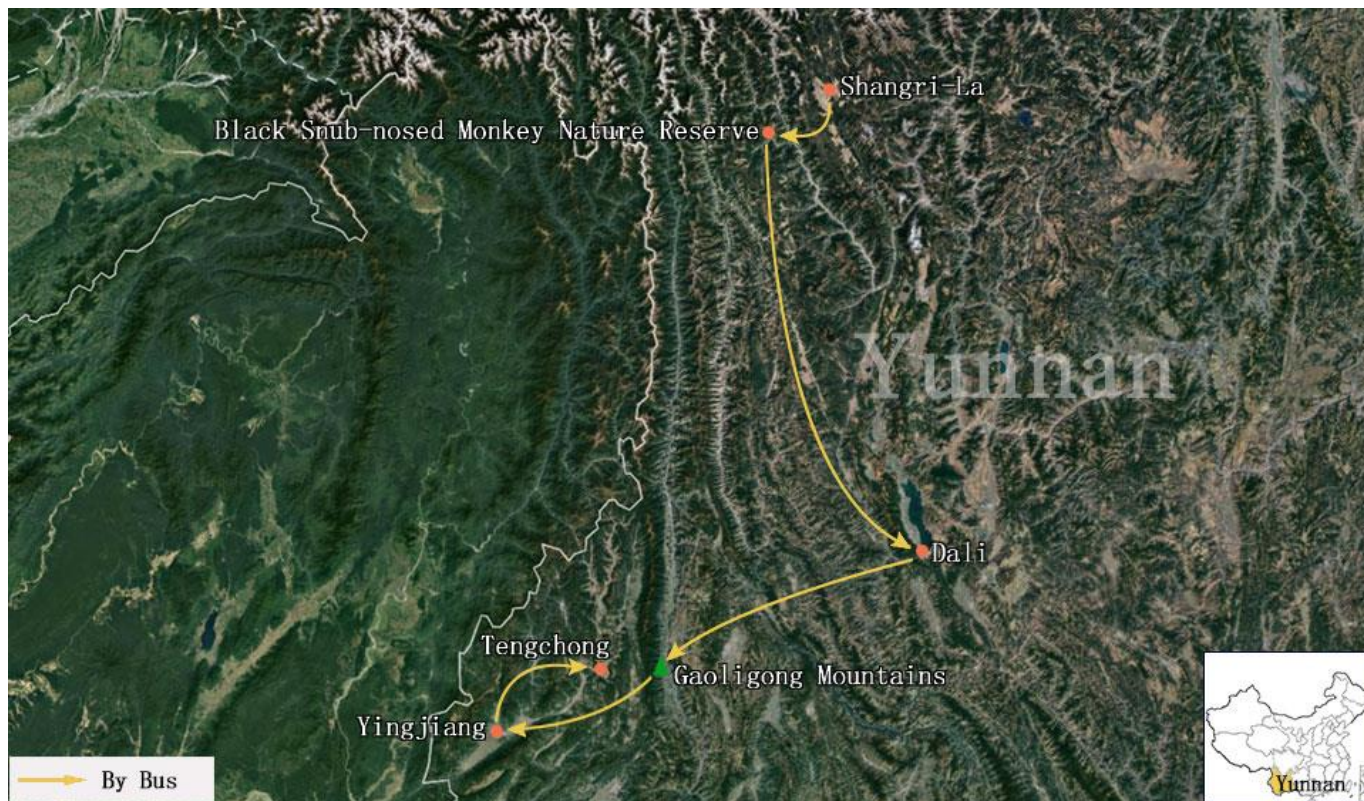 Shangri-La
Black Snub-nosed Monkey Nature Reserve
Yunnan
Dali
Tengchong
Gaoligong Mountains
Yingjiang
By Bus
Yunnan